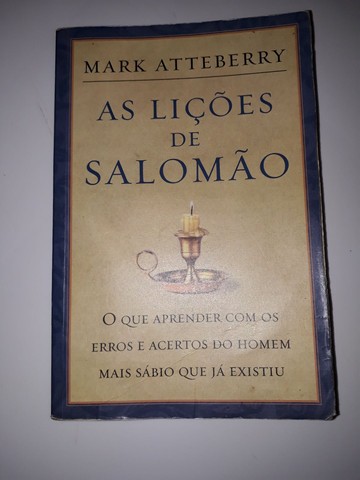 MARK ATTEBERRY
AS LIÇÕES
DE
SALOMÃO
O QUE APRENDER COM OS
ERROS E ACERTOS DO HOMEM
MAIS SÁBIO QUE JÁ EXISTIU